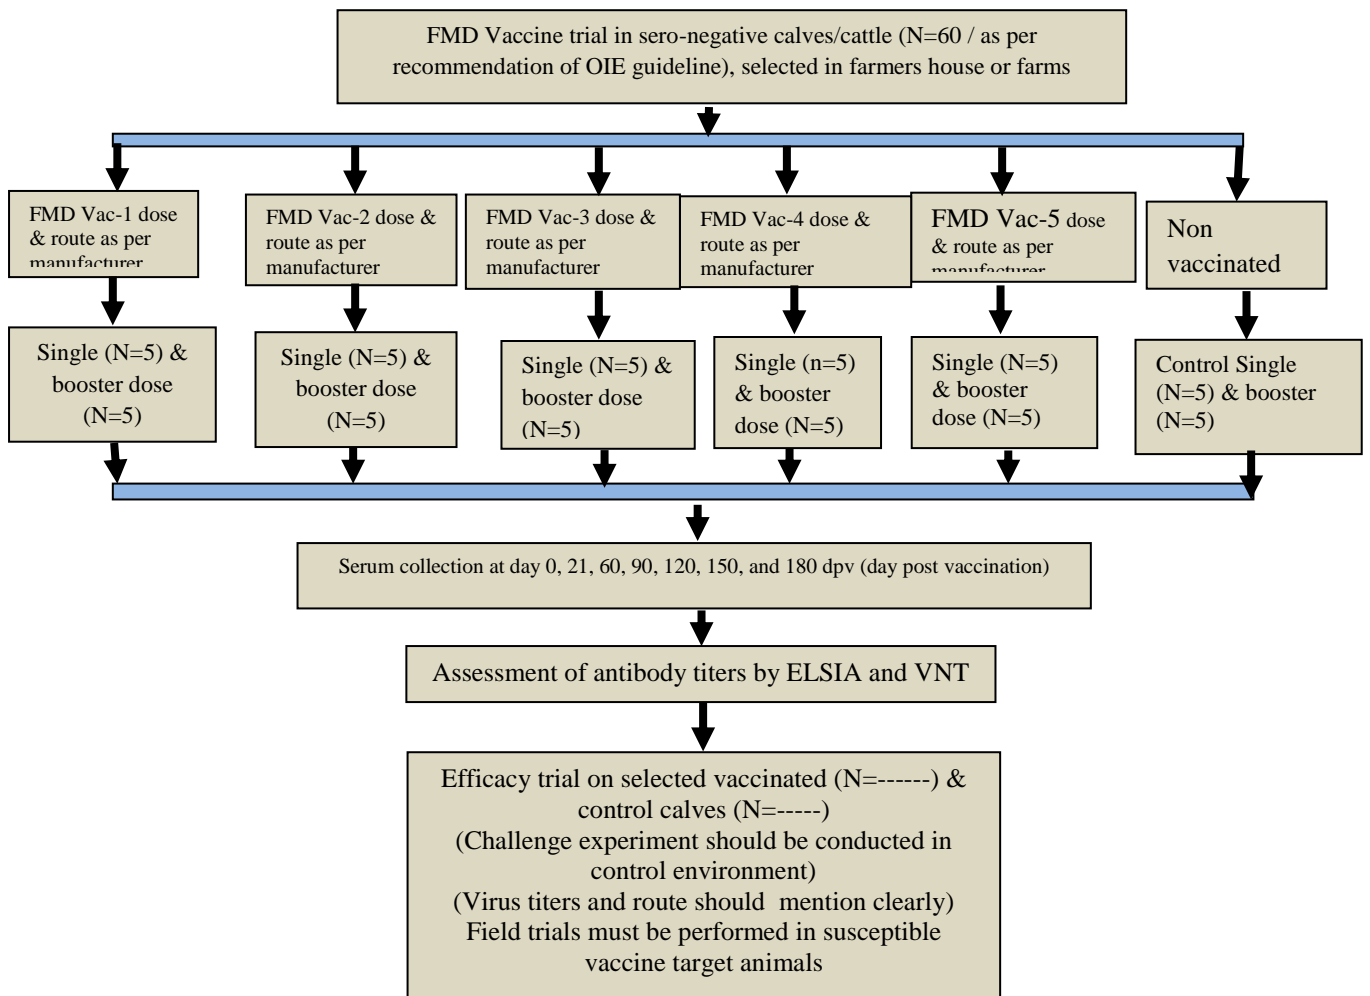 FMD Vaccine trial in sero-negative calves/cattle (N=60 / as per
recommendation of OIE guideline), selected in farmers house or farms
FMD Vac-1 dose
& route as per
manufacturer
FMD Vac-2 dose &
route as per
manufacturer
FMD Vac-3 dose &
route as per
manufacturer
FMD Vac-4 dose &
route as per
manufacturer
FMD Vac-5 dose
& route as per
manufacturer
Non
vaccinated
Single (N=5) &
booster dose
(N=5)
Single (N=5) &
booster dose
(N=5)
Single (N=5) &
booster dose
(N=5)
Single (n=5)
& booster
dose (N=5)
Single (N=5)
& booster
dose (N=5)
Control Single
(N=5) & booster
(N=5)
Serum collection at day 0, 21, 60, 90, 120, 150, and 180 dpv (day post vaccination)
Assessment of antibody titers by ELSIA and VNT
Efficacy trial on selected vaccinated (N=------) &
control calves (N=-----)
(Challenge experiment should be conducted in
control environment)
(Virus titers and route should  mention clearly)
Field trials must be performed in susceptible
vaccine target animals